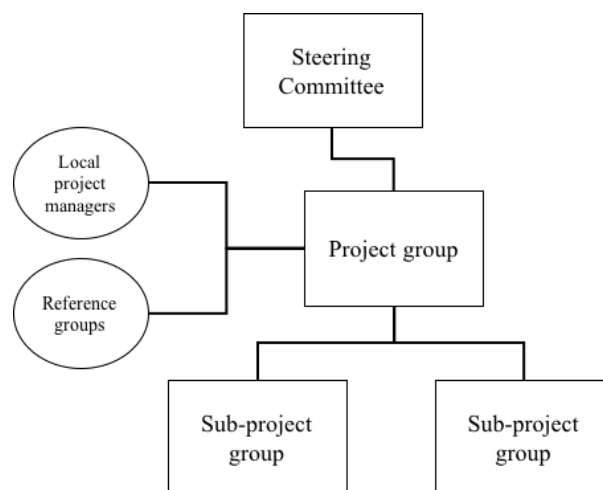 Steering
Committee
Local
project
managers
Project group
Reference
groups
Sub-project
group
Sub-project
group